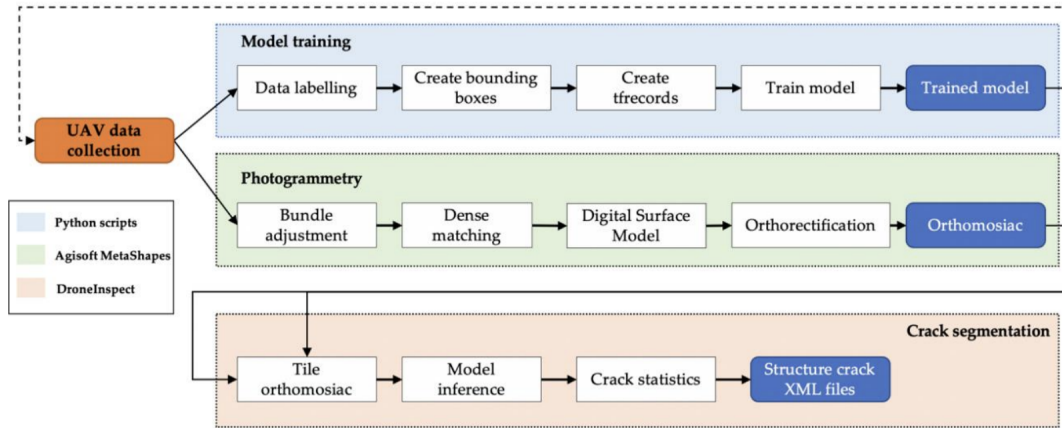 Model training
Data labelling
Create bounding
boxes
Create
tfrecords
Train model
Trained model
UAV data
collection
Photogrammetry
Bundle
adjustment
Dense
matching
Digital Surface
Model
Orthorectification
Orthomosiac
Python scripts
Agisoft MetaShapes
DroneInspect
Crack segmentation
Tile
orthomosiac
Model
inference
Crack statistics
Structure crack
XML files